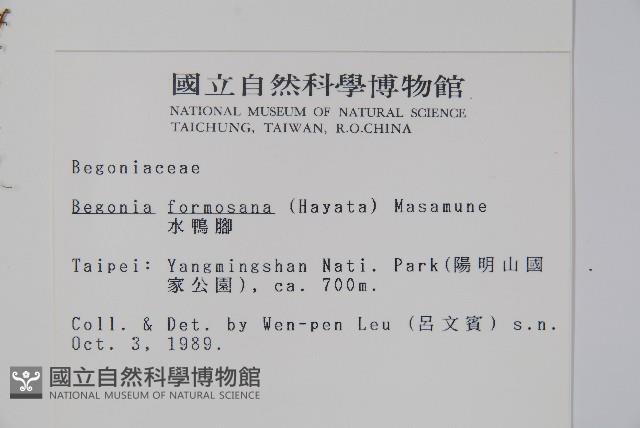 國立自然科學博物館
NATIONAL MUSEUM OF NATURAL SCIENCE
TAICHUNG, TAIWAN, R.O.CHINA
Begoniaceae
Begonia formosana (Hayata) Masamune
水鴨腳
Taipei: Yangmingshan Nati. Park(陽明山國
家公園), ca. 700m.
Coll. & Det. by Wen-pen Leu (呂文賓) s.n.
Oct. 3, 1989.
國立自然科學博物館
NATIONAL MUSEUM OF NATURAL SCIENCE